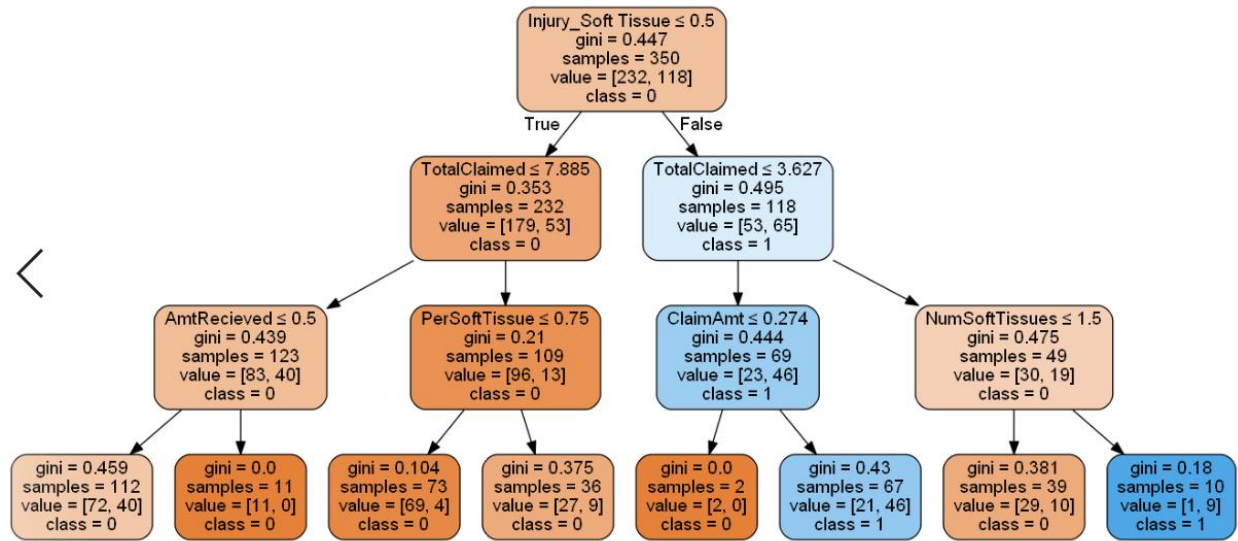 Injury_Soft Tissue ≤ 0.5
gini = 0.447
samples = 350
value = [232, 118]
class = 0
True
False
TotalClaimed ≤ 7.885
gini = 0.353
samples = 232
value = [179, 53]
class = 0
TotalClaimed ≤ 3.627
gini = 0.495
samples = 118
value = [53, 65]
class = 1
AmtRecieved ≤ 0.5
gini = 0.439
samples = 123
value = [83, 40]
class = 0
PerSoftTissue ≤ 0.75
gini = 0.21
samples = 109
value = [96, 13]
class = 0
ClaimAmt ≤ 0.274
gini = 0.444
samples = 69
value = [23, 46]
class = 1
NumSoftTissues ≤ 1.5
gini = 0.475
samples = 49
value = [30, 19]
class = 0
gini = 0.459
samples = 112
value = [72, 40]
class = 0
gini = 0.0
samples = 11
value = [11, 0]
class = 0
gini = 0.104
samples = 73
value = [69, 4]
class = 0
gini = 0.375
samples = 36
value = [27, 9]
class = 0
gini = 0.0
samples = 2
value = [2, 0]
class = 0
gini = 0.43
samples = 67
value = [21, 46]
class = 1
gini = 0.381
samples = 39
value = [29, 10]
class = 0
gini = 0.18
samples = 10
value = [1, 9]
class = 1